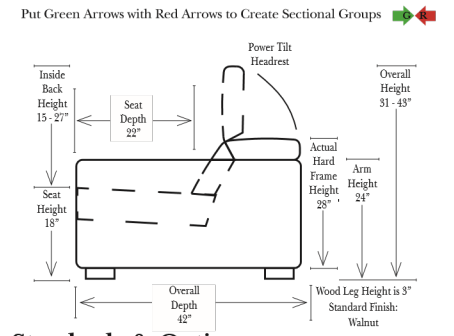 Put Green Arrows with Red Arrows to Create Sectional Groups
G R
Power Tilt
Headrest
Inside
Back
Height
15 - 27"
Seat
Depth
22"
Overall
Height
31 - 43"
Actual
Hard
Frame
Height
28"
Arm
Height
24"
Seat
Height
18"
Overall
Depth
42"
Wood Leg Height is 3"
Standard Finish:
Walnut